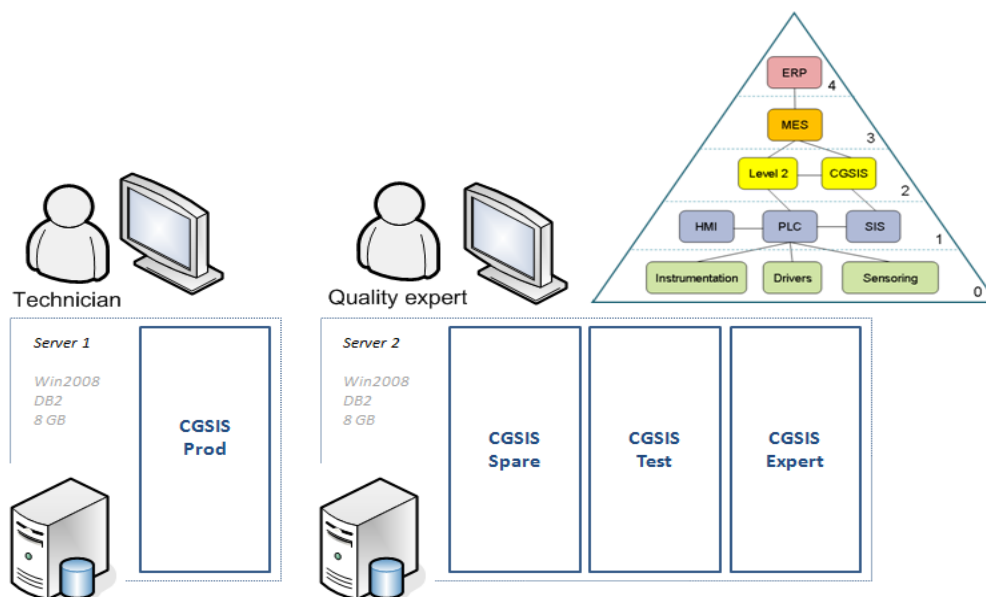 ERP
4
MES
3
Level 2
CGSIS
2
HMI
PLC
SIS
1
Instrumentation
Drivers
Sensoring
0
Technician
Quality expert
Server 1
Win2008
DB2
8 GB
CGSIS
Prod
Server 2
Win2008
DB2
8 GB
CGSIS
Spare
CGSIS
Test
CGSIS
Expert